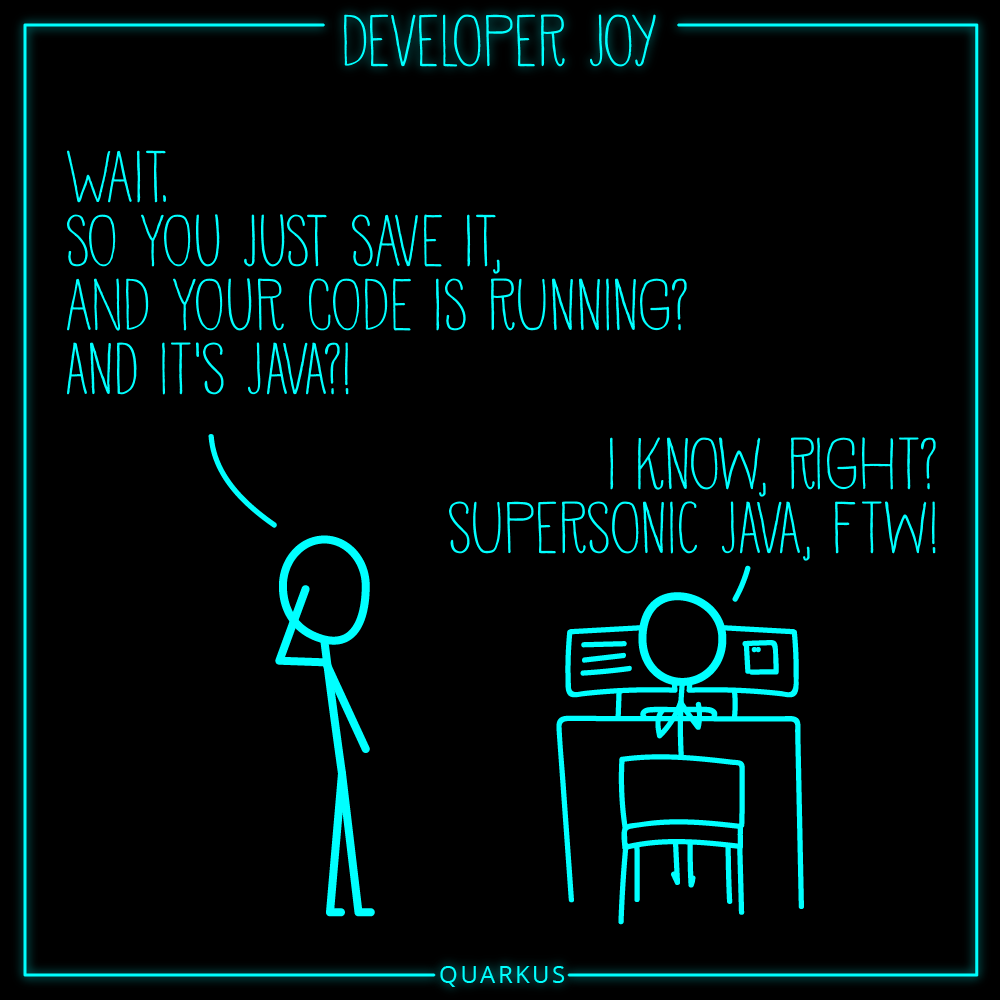 DEVELOPER JOY
WAIT.
SO YOU JUST SAVE IT,
AND YOUR CODE IS RUNNING?
AND IT'S JAVA?!
I KNOW, RIGHT?
SUPERSONIC JAVA, FTW!
QUARKUS